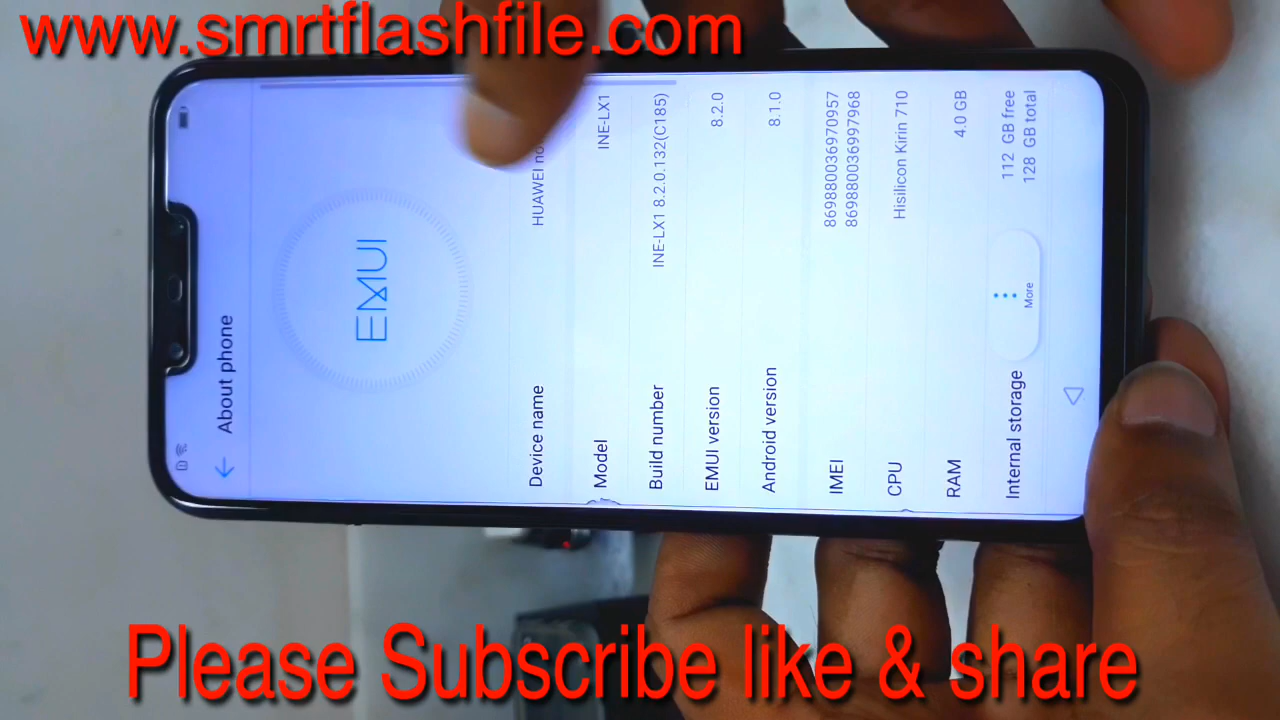 www.smrtflashfile.com
About phone
EMUI
Device name HUAWEI
Model INE-LX1
Build number INE-LX1 8.2.0.132(C185)
EMUI version 8.2.0
Android version 8.1.0
IMEI 869880036970957
869880036997968
CPU Hisilicon Kirin 710
RAM 4.0 GB
Internal storage 112 GB free
128 GB total
More
Please Subscribe like & share